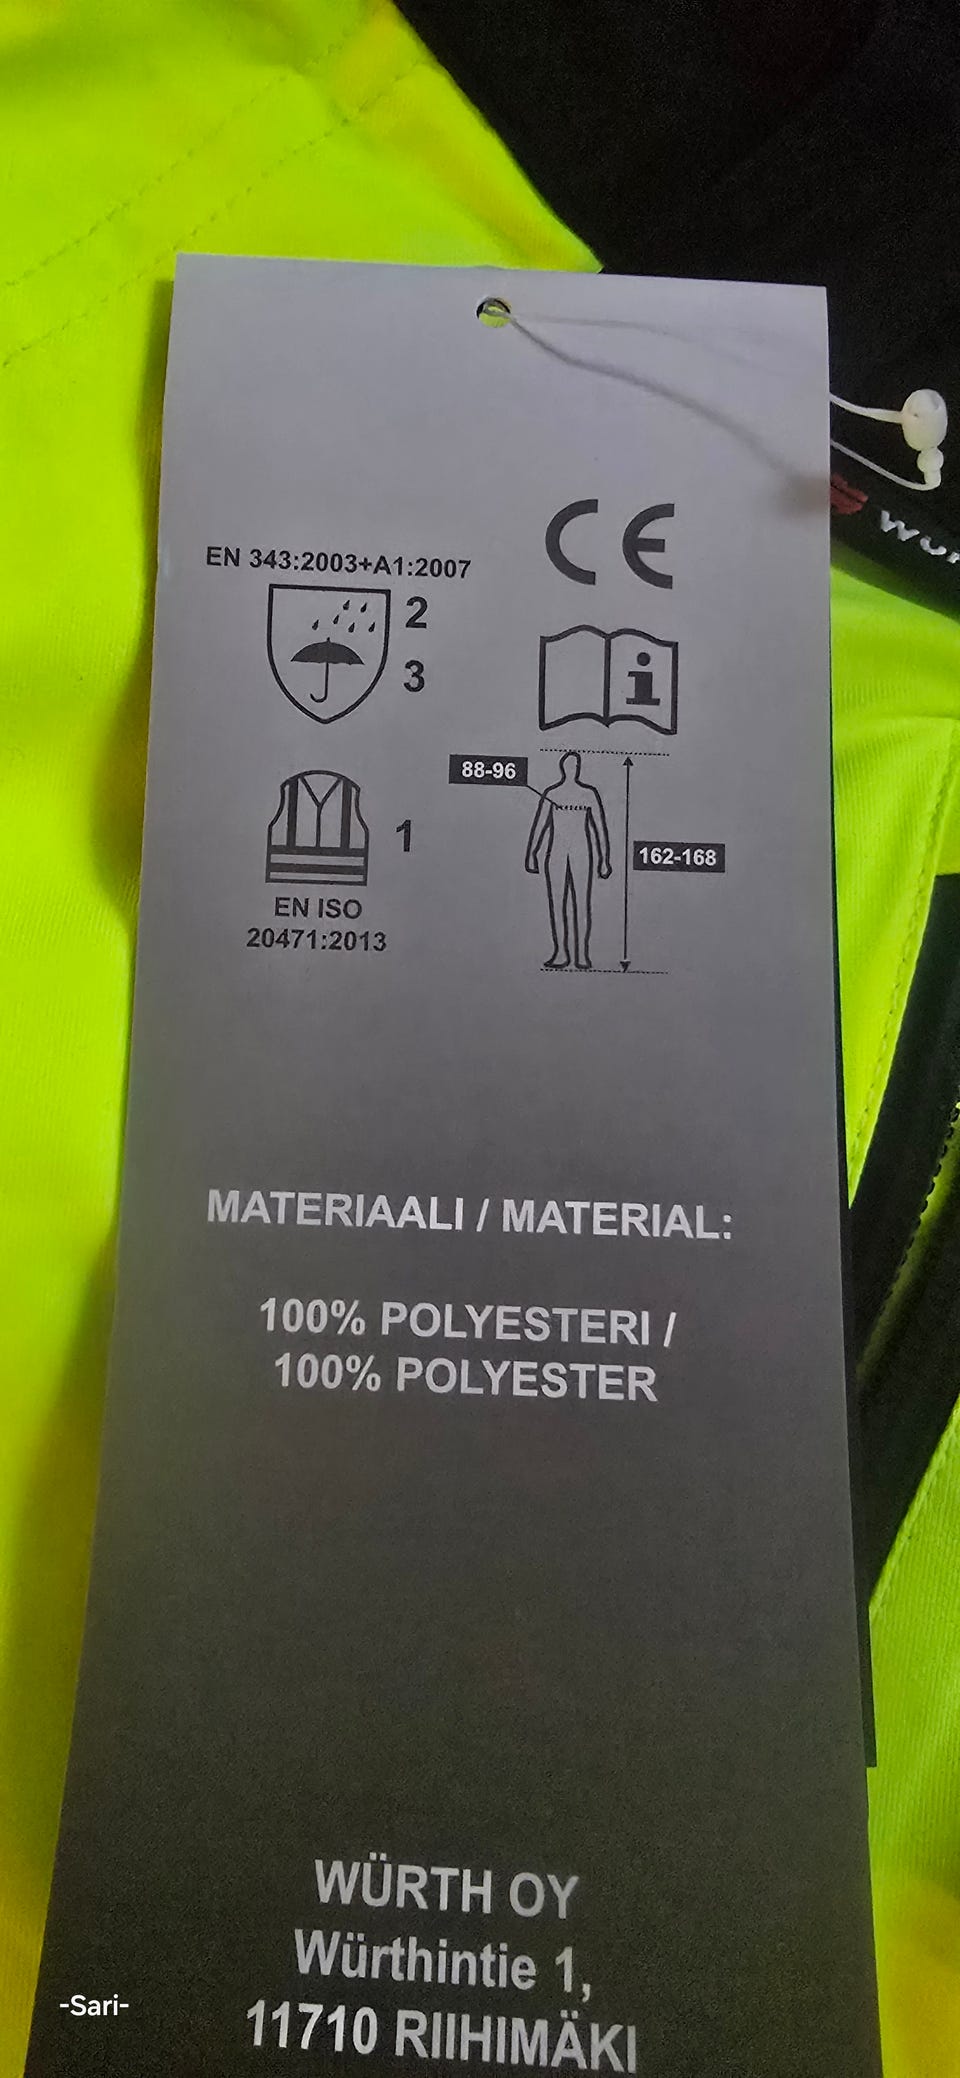 CE
EN 343:2003+A1:2007
2
3
i
88-96
162-168
1
EN ISO
20471:2013
MATERIAALI / MATERIAL:
100% POLYESTERI /
100% POLYESTER
WÜRTH OY
Würthintie 1,
11710 RIIHIMÄKI
-Sari-